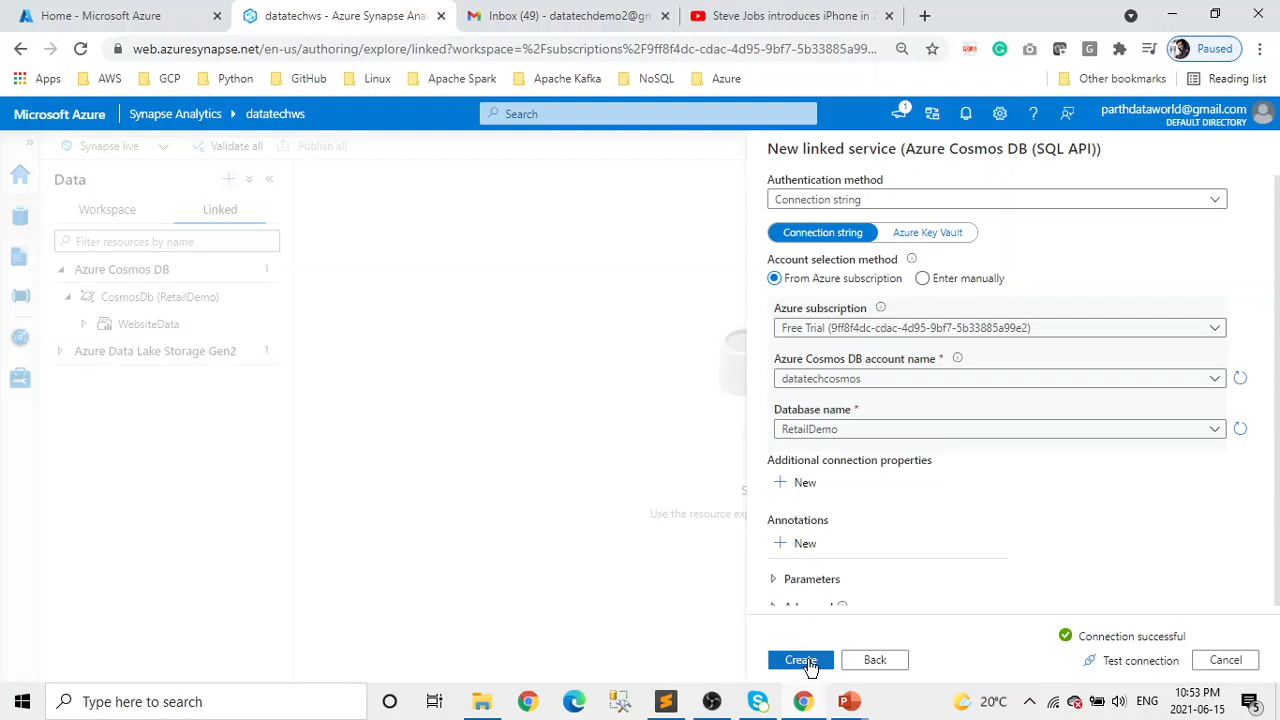 Home - Microsoft Azure
datatechws - Azure Synapse Anal
Inbox (49) - datatechdemo2@gm
Steve Jobs introduces iPhone in 2
web.azuresynapse.net/en-us/authoring/explore/linked?workspace=%2Fsubscriptions%2F9ff8f4dc-cdac-4d95-9bf7-5b33885a99...
Paused
Apps
AWS
GCP
Python
GitHub
Linux
Apache Spark
Apache Kafka
NoSQL
Azure
Other bookmarks
Reading list
Microsoft Azure
Synapse Analytics
datatechws
Search
1
parthdataworld@gmail.com
DEFAULT DIRECTORY
Synapse live
Validate all
Publish all
Data
Workspace
Linked
Filter resources by name
Azure Cosmos DB 1
CosmosDb (RetailDemo)
WebsiteData
Azure Data Lake Storage Gen2 1
S
Use the resource exp
New linked service (Azure Cosmos DB (SQL API))
Authentication method
Connection string
Connection string
Azure Key Vault
Account selection method
From Azure subscription
Enter manually
Azure subscription
Free Trial (9ff8f4dc-cdac-4d95-9bf7-5b33885a99e2)
Azure Cosmos DB account name *
datatechcosmos
Database name *
RetailDemo
Additional connection properties
New
Annotations
New
Parameters
Connection successful
Create
Back
Test connection
Cancel
Type here to search
20°C
ENG
10:53 PM
2021-06-15
5